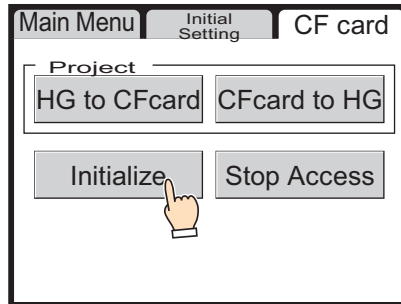 Main Menu
Initial
Setting
CF card
Project
HG to CFcard
CFcard to HG
Initialize
Stop Access